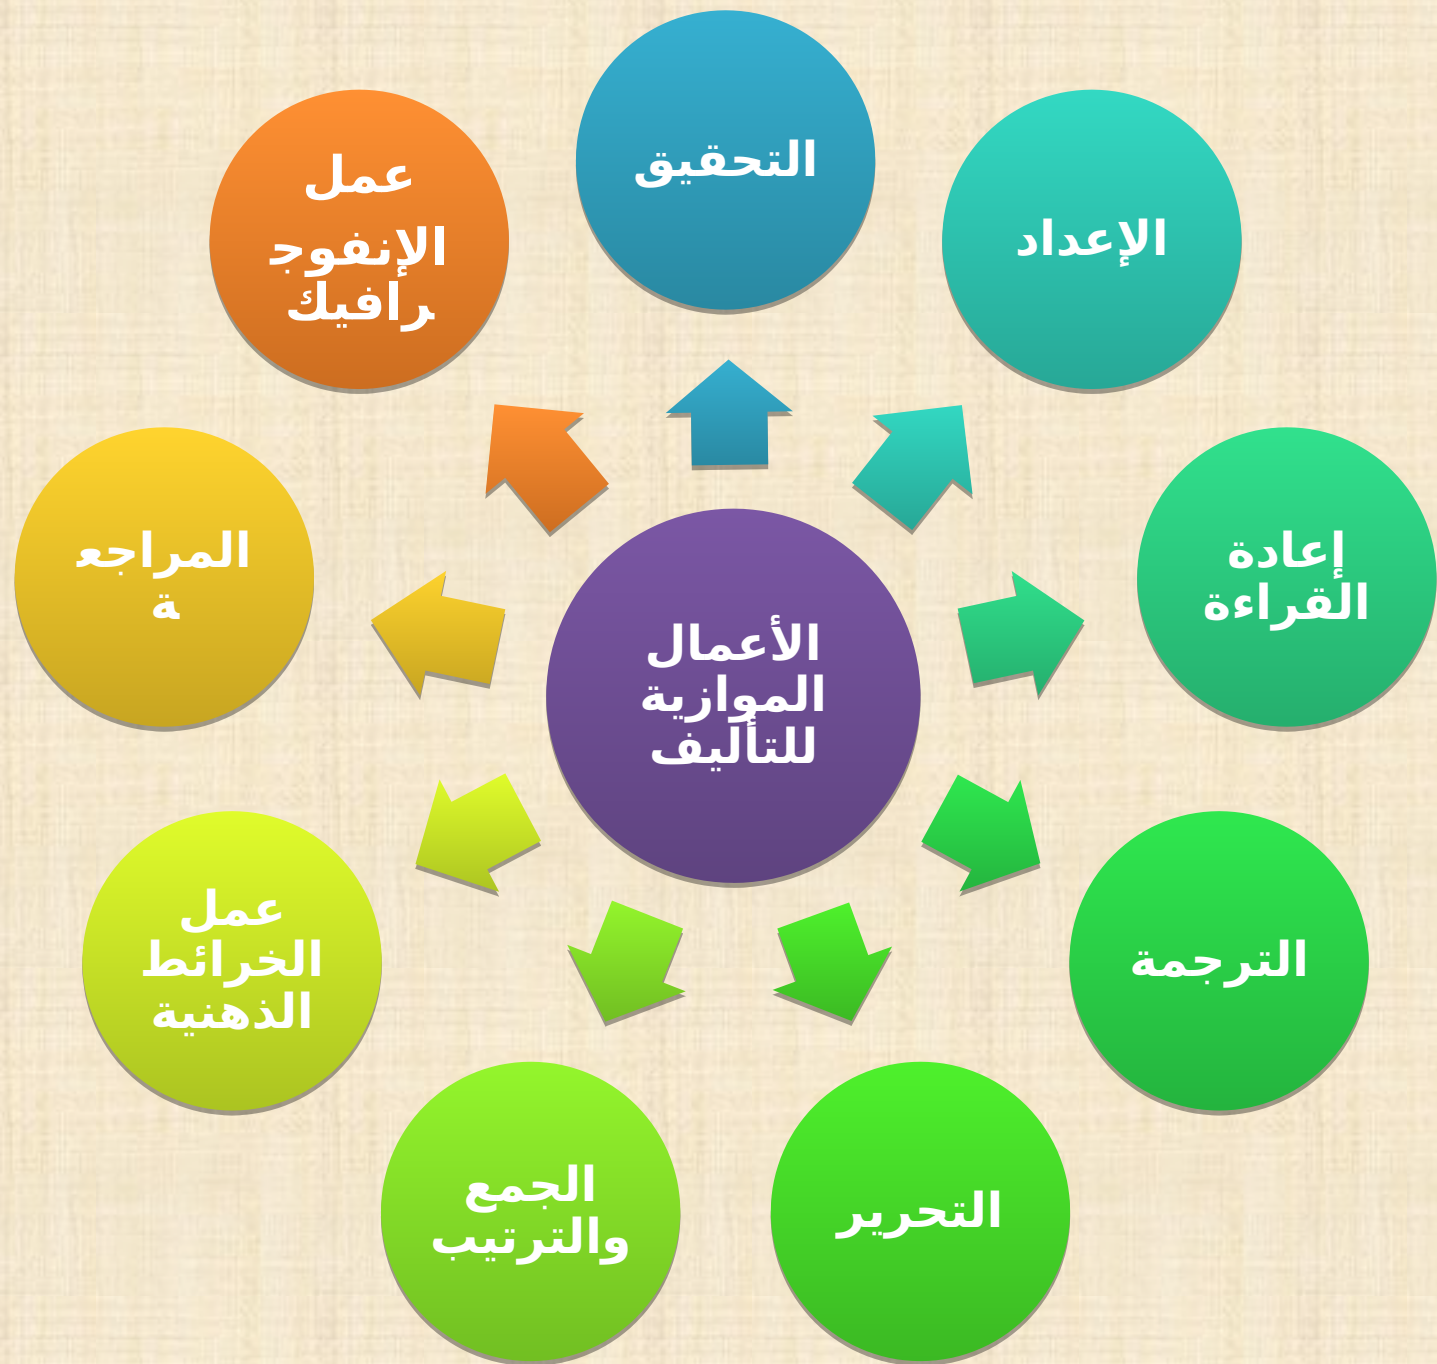 التحقيق
الإعداد
إعادة
القراءة
الترجمة
التحرير
الجمع
والترتيب
عمل
الخرائط
الذهنية
المراجع
ة
عمل
الإنفوج
رافيك
الأعمال
الموازية
للتأليف